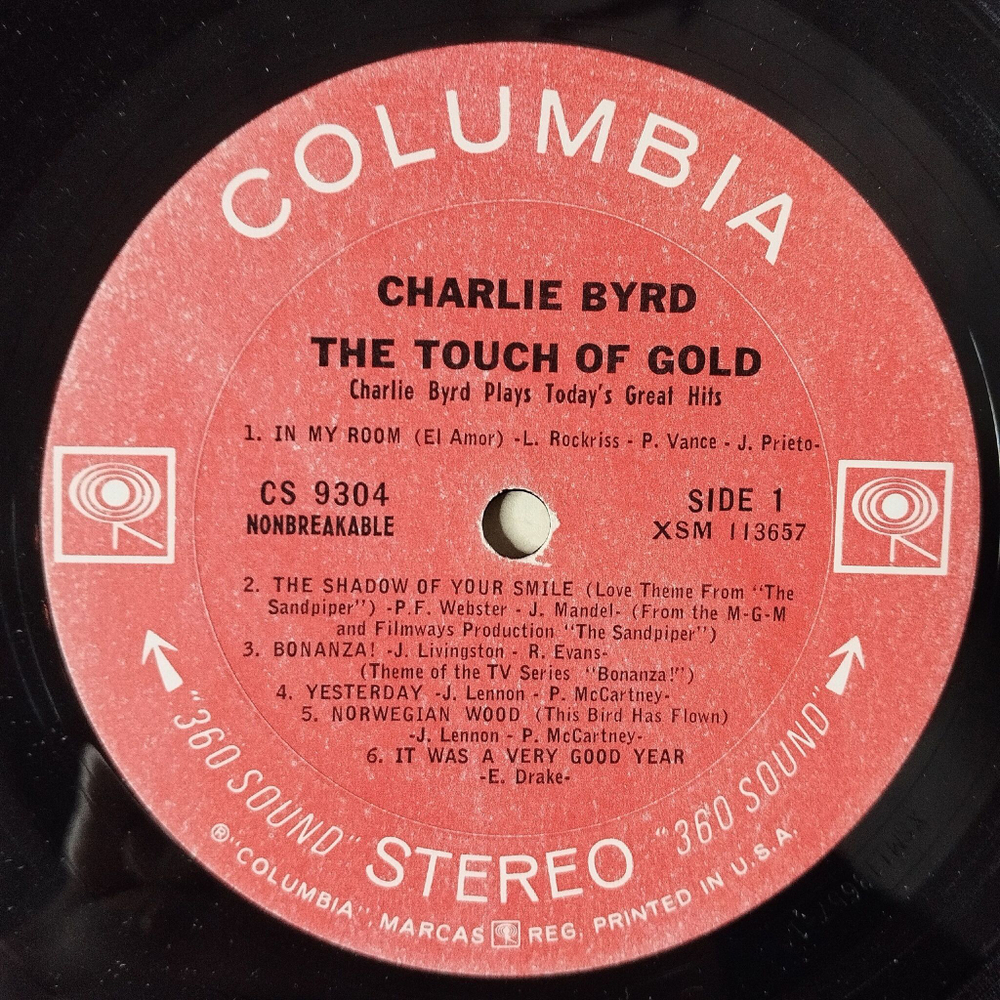 COLUMBIA
CHARLIE BYRD
THE TOUCH OF GOLD
Charlie Byrd Plays Today's Great Hits
1. IN MY ROOM (El Amor) -L. Rockriss - P. Vance - J. Prieto-
CS 9304
NONBREAKABLE
SIDE 1
XSM 113657
2. THE SHADOW OF YOUR SMILE (Love Theme From "The
Sandpiper") -P.F. Webster - J. Mandel- (From the M-G-M
and Filmways Production "The Sandpiper")
3. BONANZA! -J. Livingston - R. Evans-
(Theme of the TV Series "Bonanza!")
4. YESTERDAY -J. Lennon - P. McCartney-
5. NORWEGIAN WOOD (This Bird Has Flown)
-J. Lennon - P. McCartney-
6. IT WAS A VERY GOOD YEAR
-E. Drake-
"360 SOUND" STEREO "360 SOUND"
®"COLUMBIA", MARCAS REG. PRINTED IN U.S.A.